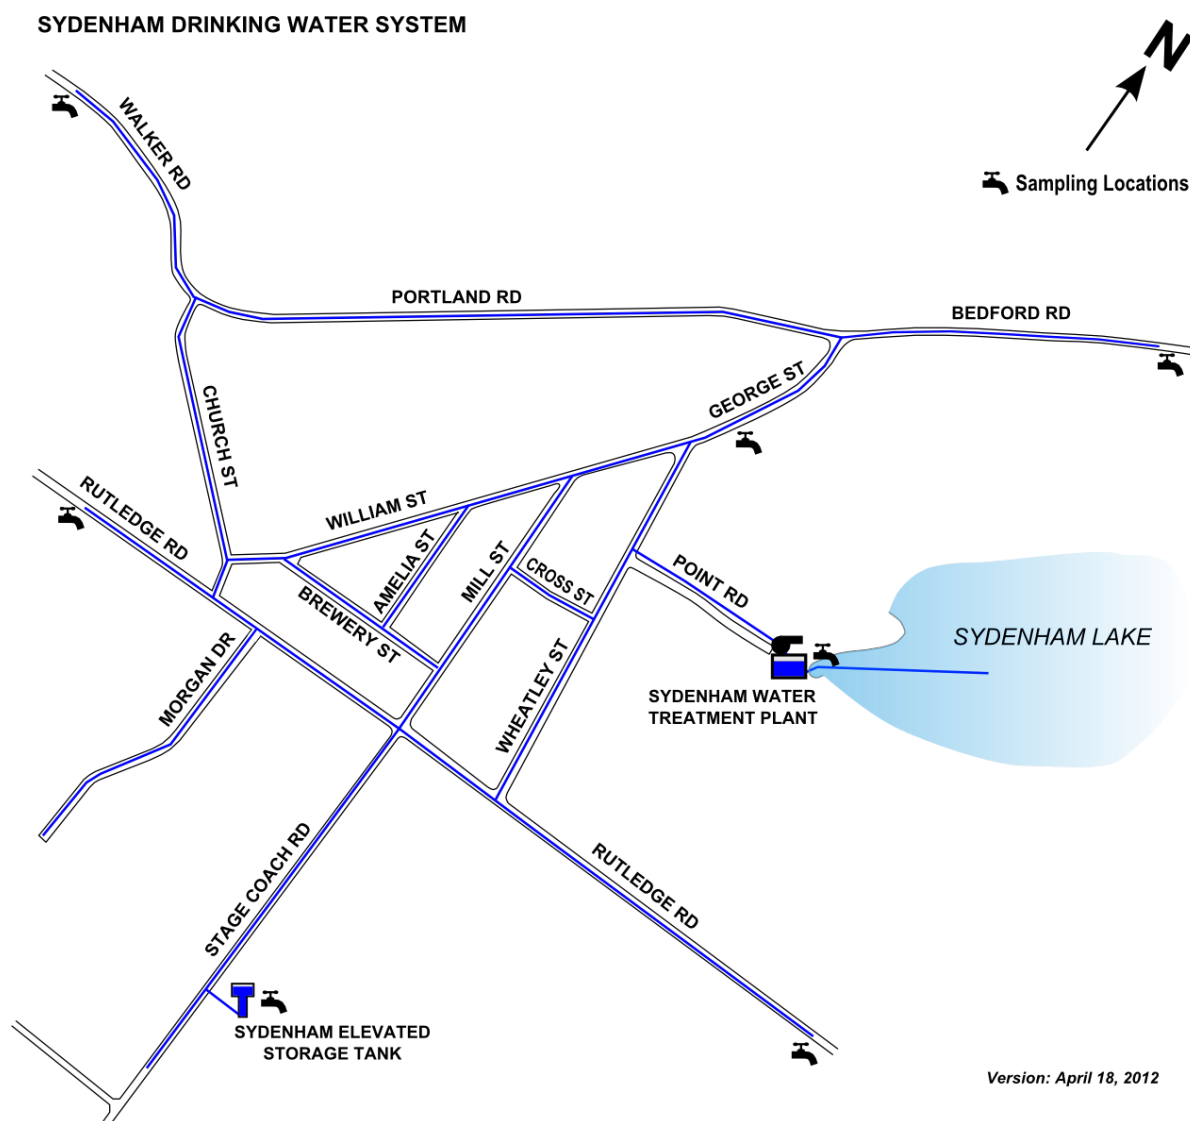 SYDENHAM DRINKING WATER SYSTEM
N
Sampling Locations
WALKER RD
PORTLAND RD
BEDFORD RD
GEORGE ST
CHURCH ST
RUTLEDGE RD
WILLIAM ST
AMELIA ST
MILL ST
CROSS ST
POINT RD
BREWERY ST
MORGAN DR
WHEATLEY ST
SYDENHAM LAKE
SYDENHAM WATER
TREATMENT PLANT
STAGE COACH RD
RUTLEDGE RD
SYDENHAM ELEVATED
STORAGE TANK
Version: April 18, 2012